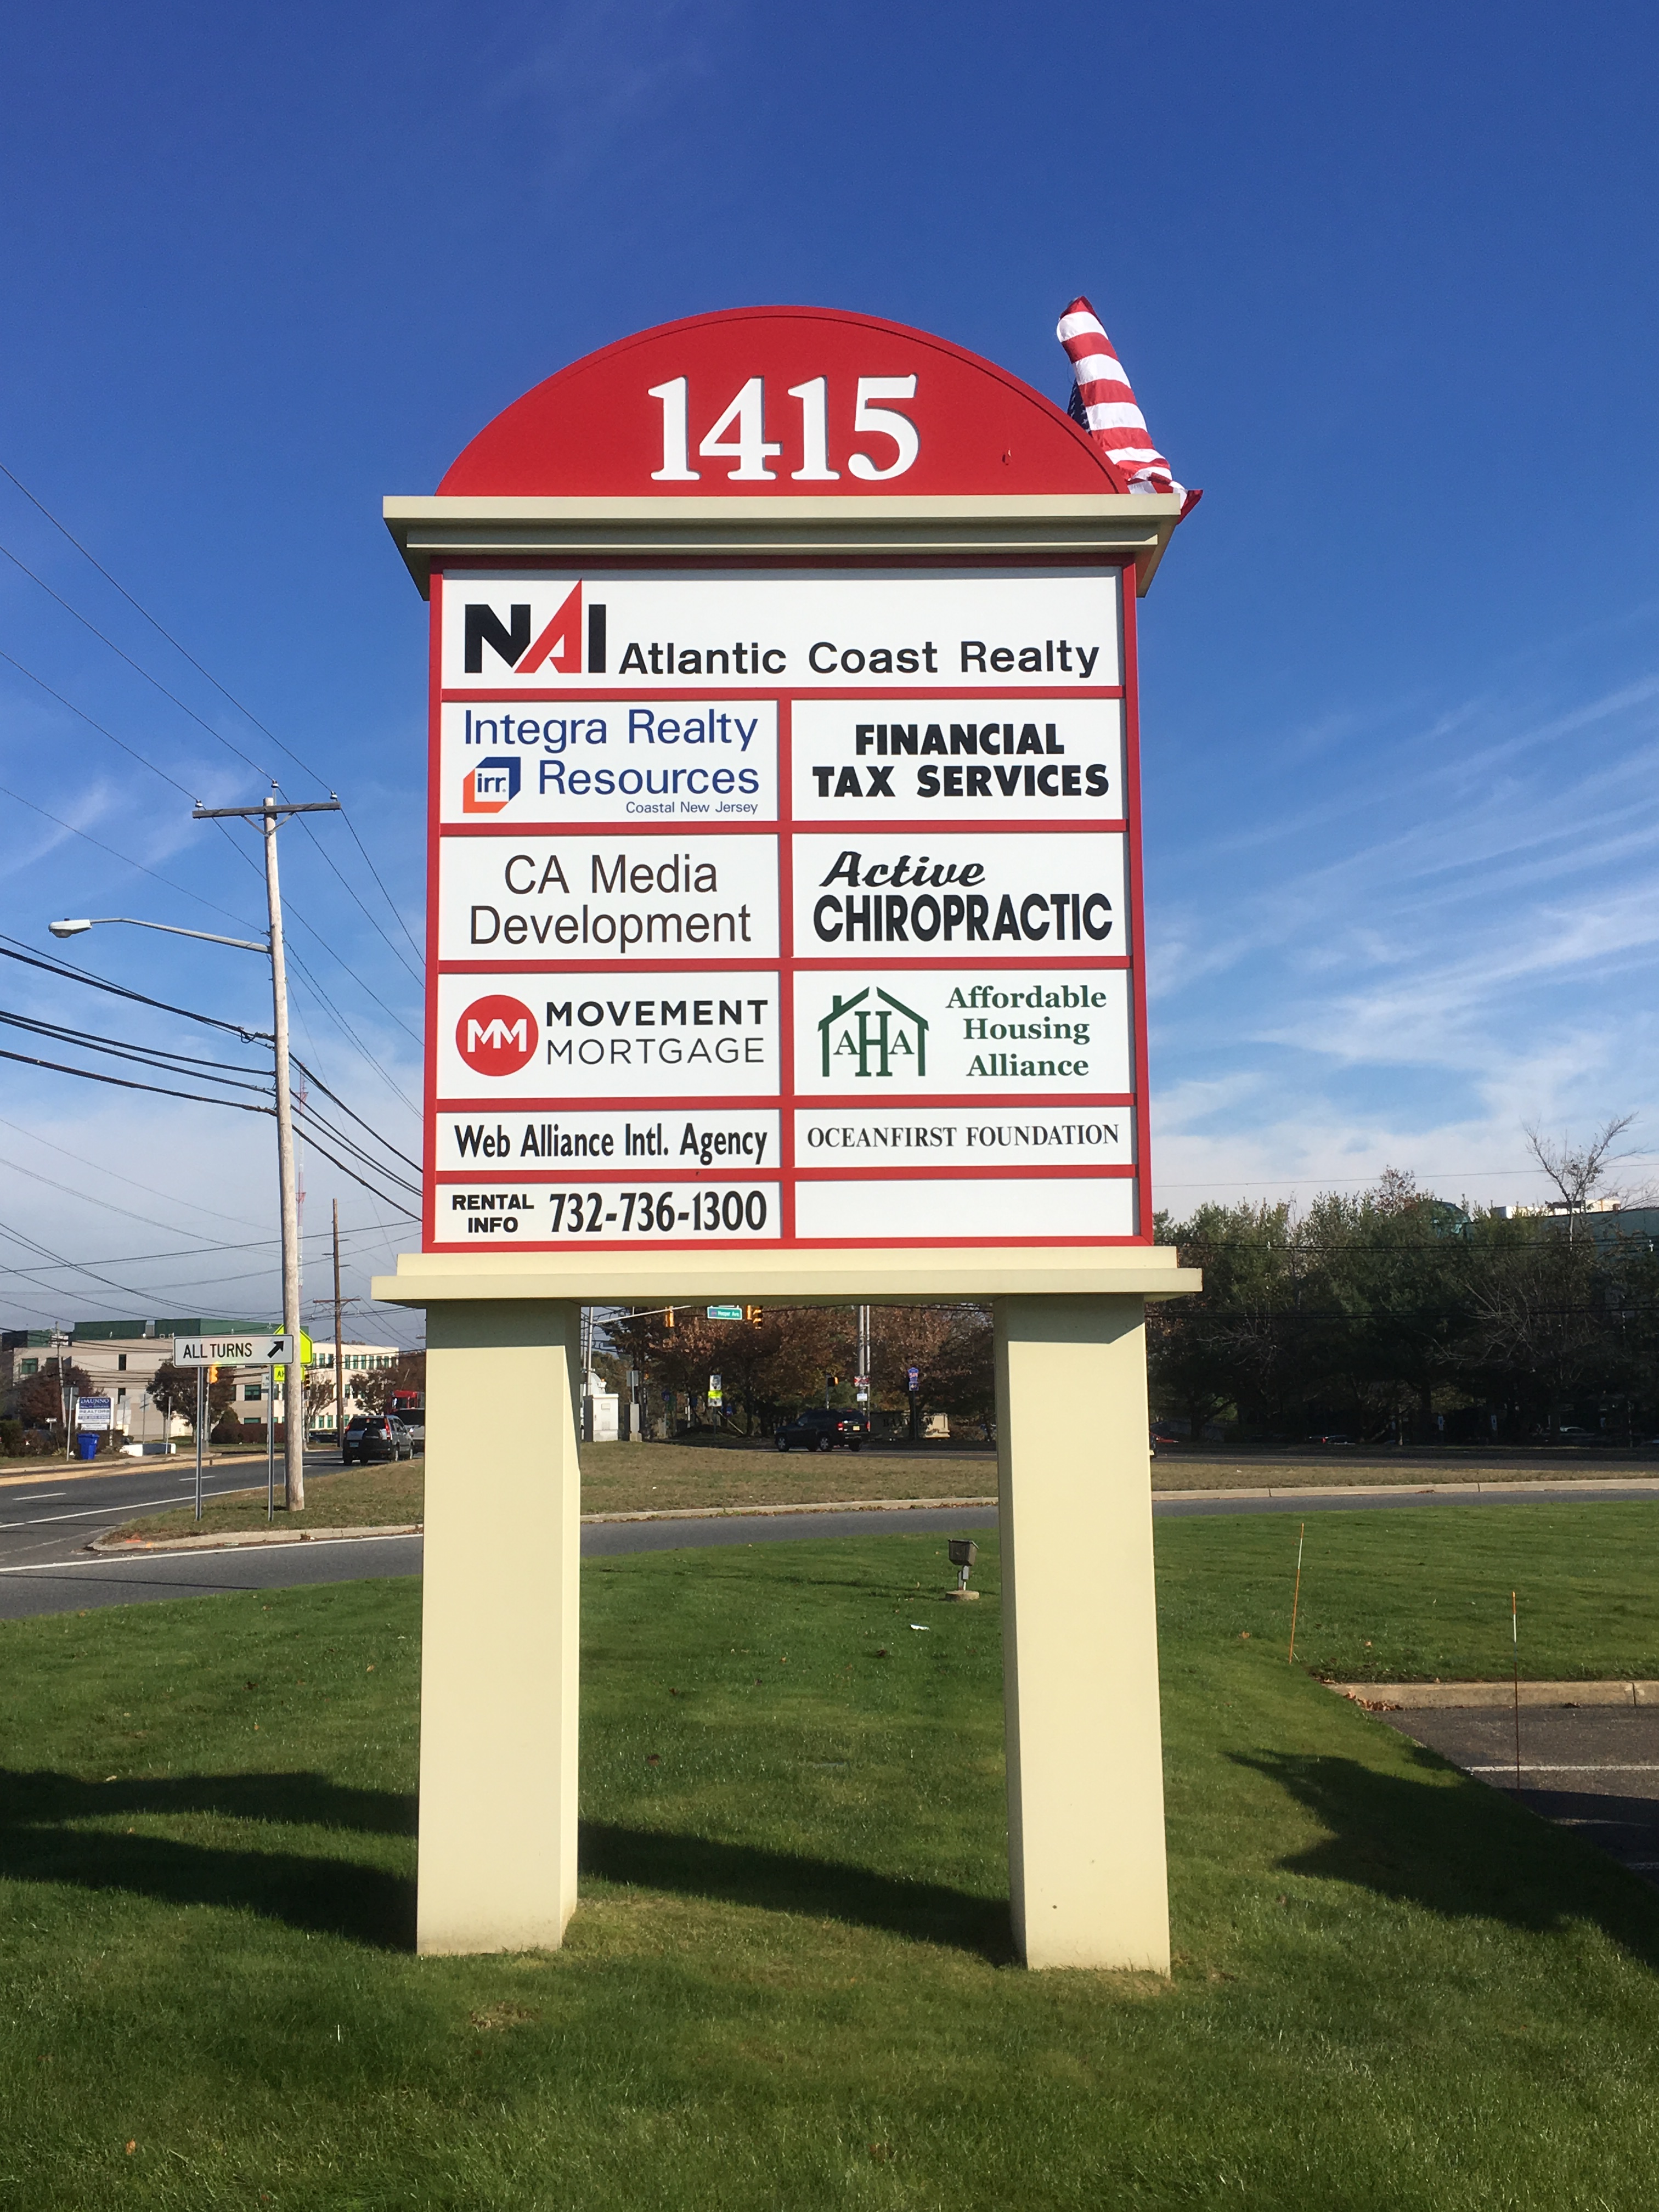 1415
NAI Atlantic Coast Realty
Integra Realty
irr. Resources
Coastal New Jersey
FINANCIAL
TAX SERVICES
CA Media
Development
Active
CHIROPRACTIC
MM MOVEMENT
MORTGAGE
AHA
Affordable
Housing
Alliance
Web Alliance Intl. Agency
OCEANFIRST FOUNDATION
RENTAL
INFO 732-736-1300
ALL TURNS